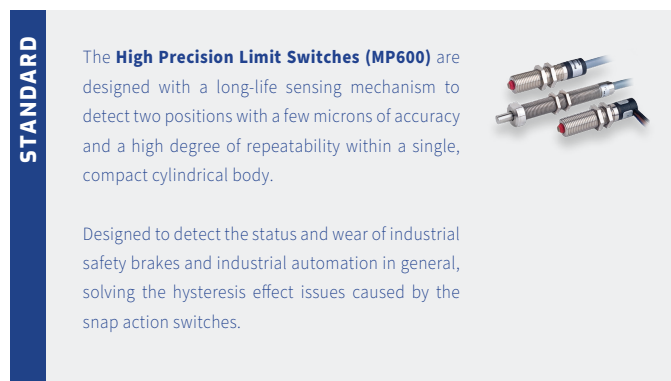 STANDARD
The High Precision Limit Switches (MP600) are
designed with a long-life sensing mechanism to
detect two positions with a few microns of accuracy
and a high degree of repeatability within a single,
compact cylindrical body.
Designed to detect the status and wear of industrial
safety brakes and industrial automation in general,
solving the hysteresis effect issues caused by the
snap action switches.